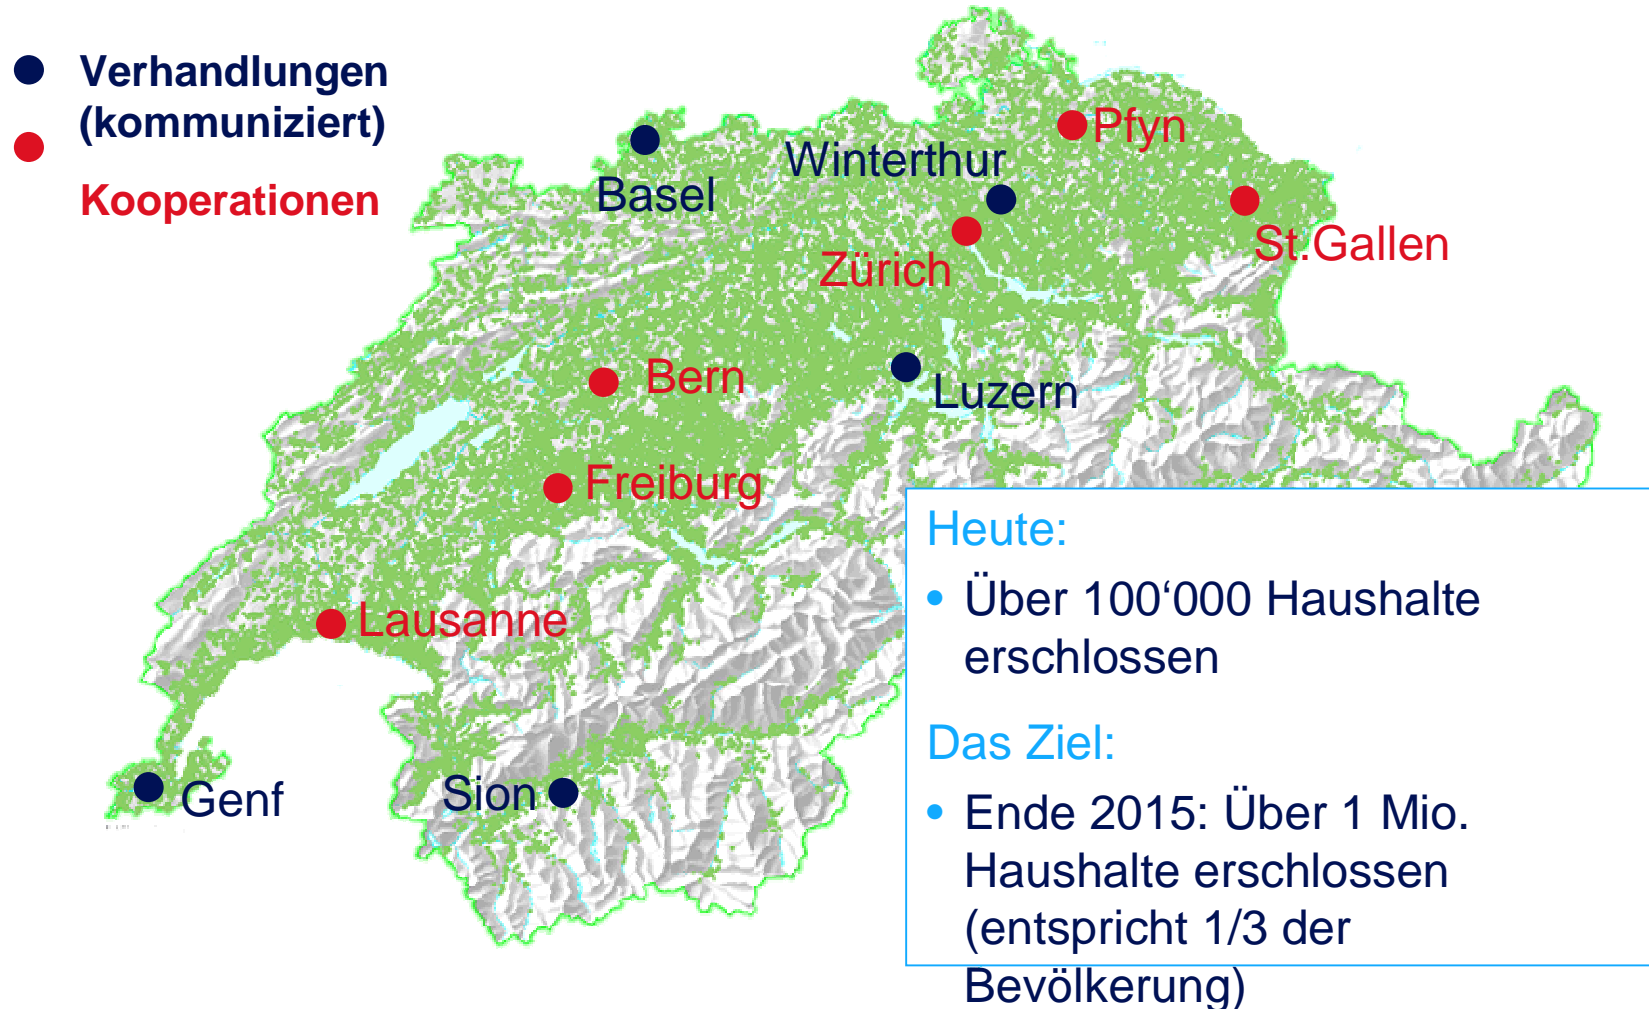 Verhandlungen
(kommuniziert)
Kooperationen
Pfyn
Winterthur
Basel
St.Gallen
Zürich
Bern
Luzern
Freiburg
Lausanne
Genf
Sion
Heute:
• Über 100‘000 Haushalte
erschlossen
Das Ziel:
• Ende 2015: Über 1 Mio.
Haushalte erschlossen
(entspricht 1/3 der
Bevölkerung)